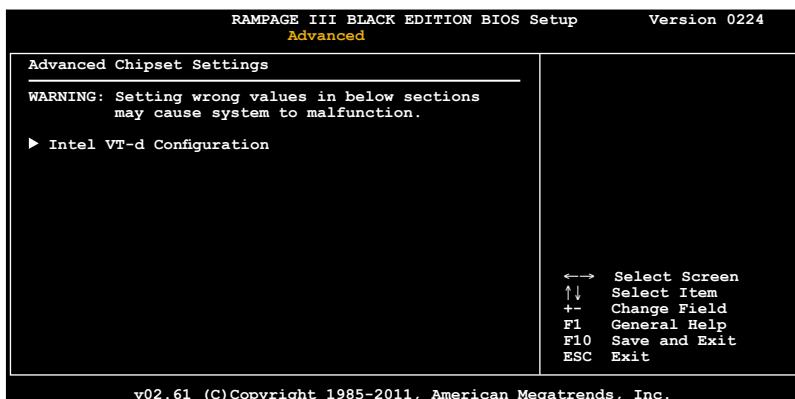 RAMPAGE III BLACK EDITION BIOS Setup Version 0224
Advanced
Advanced Chipset Settings
WARNING: Setting wrong values in below sections
may cause system to malfunction.
▶ Intel VT-d Configuration
←→ Select Screen
↑↓ Select Item
+- Change Field
F1 General Help
F10 Save and Exit
ESC Exit
v02.61 (C)Copyright 1985-2011, American Megatrends, Inc.